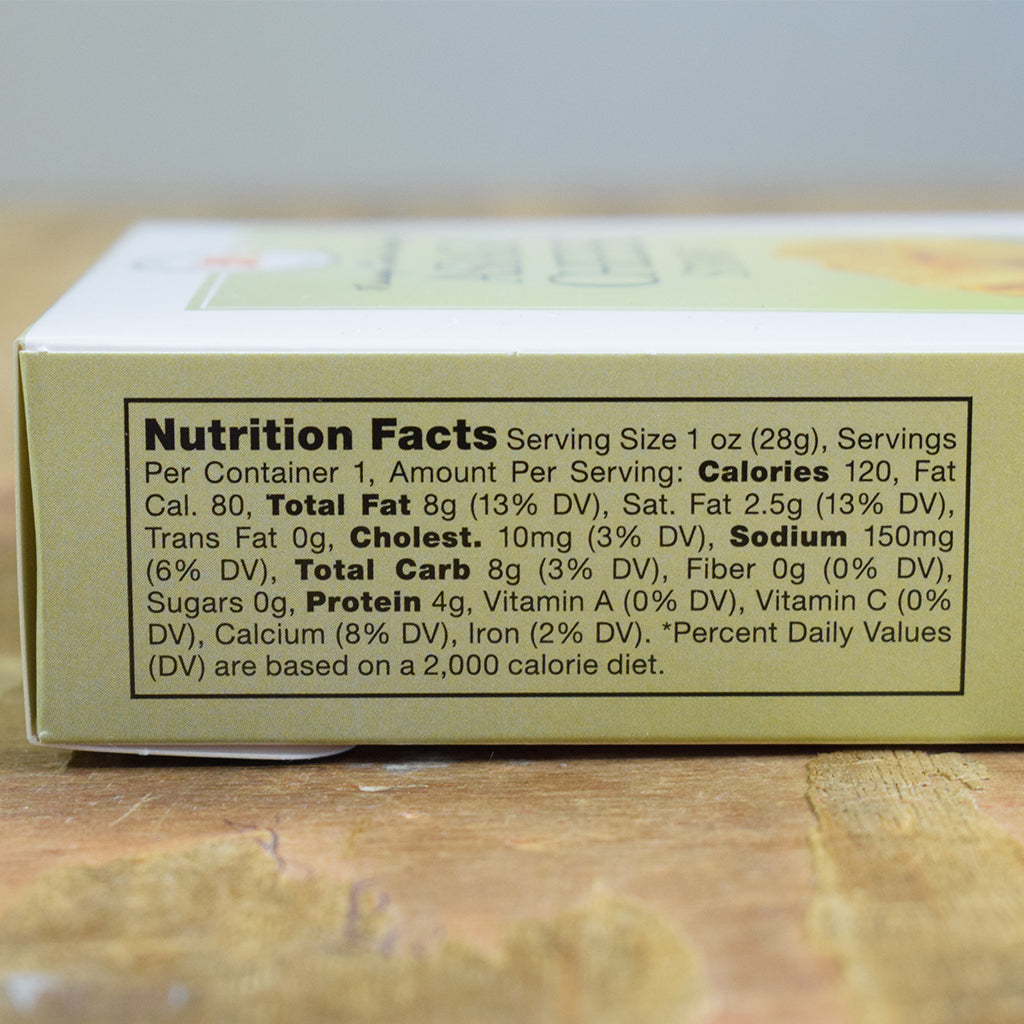 Nutrition Facts Serving Size 1 oz (28g), Servings
Per Container 1, Amount Per Serving: Calories 120, Fat
Cal. 80, Total Fat 8g (13% DV), Sat. Fat 2.5g (13% DV),
Trans Fat 0g, Cholest. 10mg (3% DV), Sodium 150mg
(6% DV), Total Carb 8g (3% DV), Fiber 0g (0% DV),
Sugars 0g, Protein 4g, Vitamin A (0% DV), Vitamin C (0%
DV), Calcium (8% DV), Iron (2% DV). *Percent Daily Values
(DV) are based on a 2,000 calorie diet.